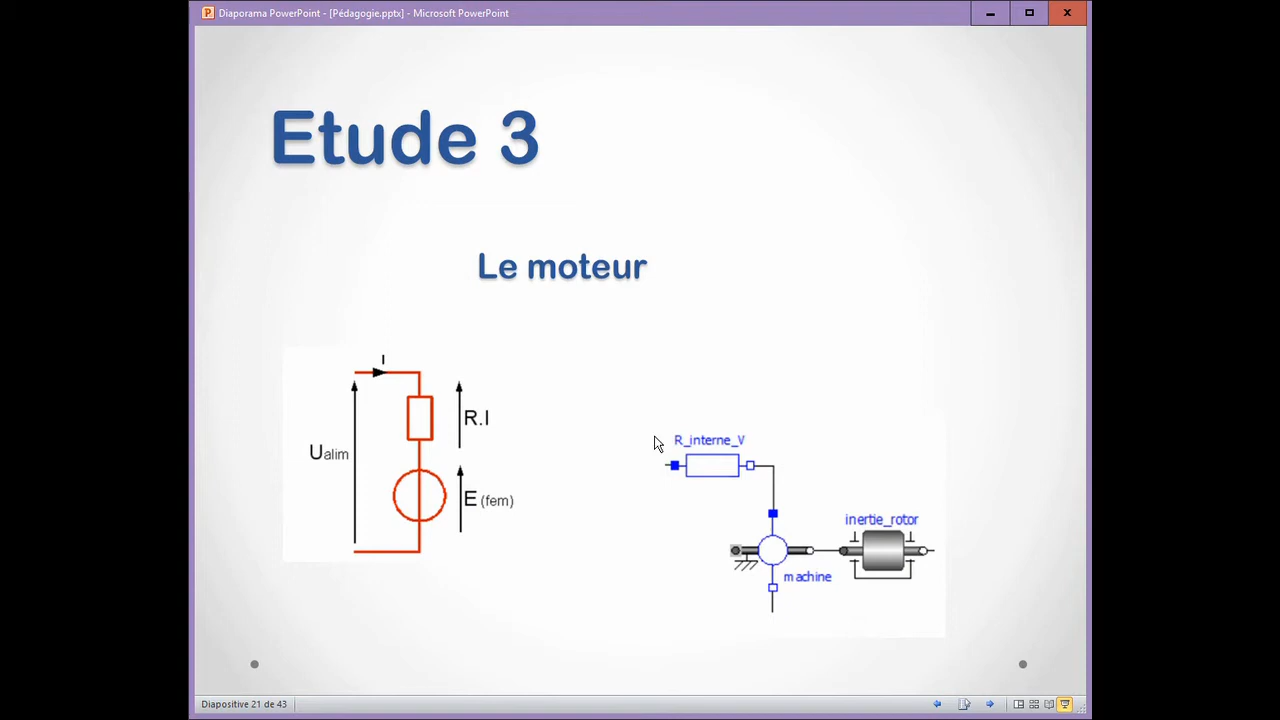 Diaporama PowerPoint - [Pédagogie.pptx] - Microsoft PowerPoint
Etude 3
Le moteur
I
R.I
Ualim
E (fem)
R_interne_V
inertie_rotor
machine
Diapositive 21 de 43